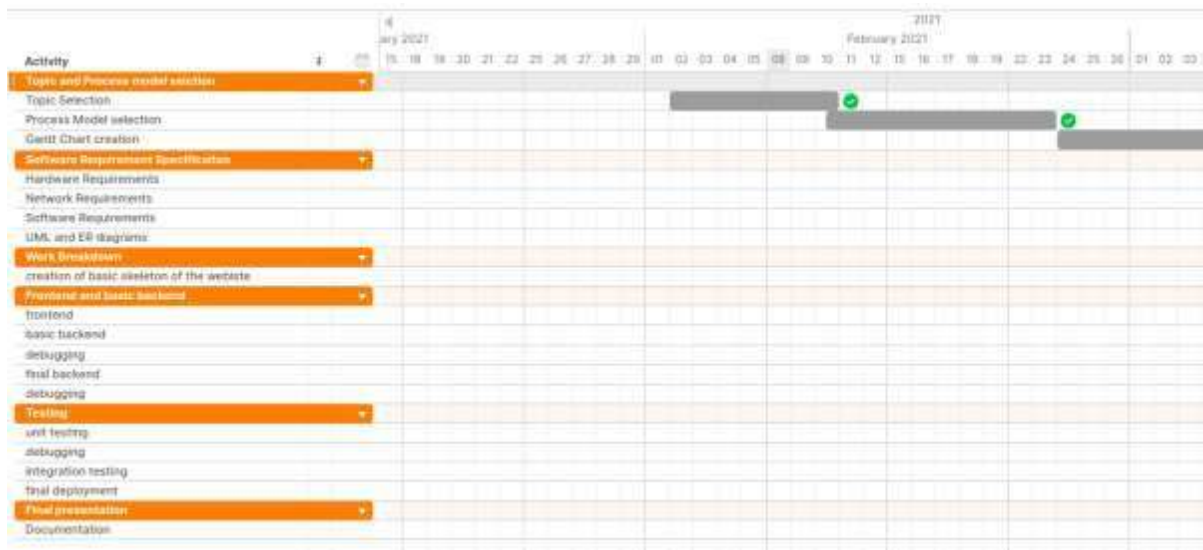 2021
ary 2021 February 2021
Activity
15 18 19 20 21 22 25 26 27 28 29 01 02 03 04 05 08 09 10 11 12 15 16 17 18 19 22 23 24 25 26 01 02 03
Topic and Process model selction
Topic Selection
Process Model selection
Gantt Chart creation
Software Requirement Specification
Hardware Requirements
Network Requirements
Software Requirements
UML and ER diagrams
Work Breakdown
creation of basic skeleton of the website
Frontend and basic backend
frontend
basic backend
debugging
final backend
debugging
Testing
unit testing
debugging
integration testing
final deployment
Final presentation
Documentation